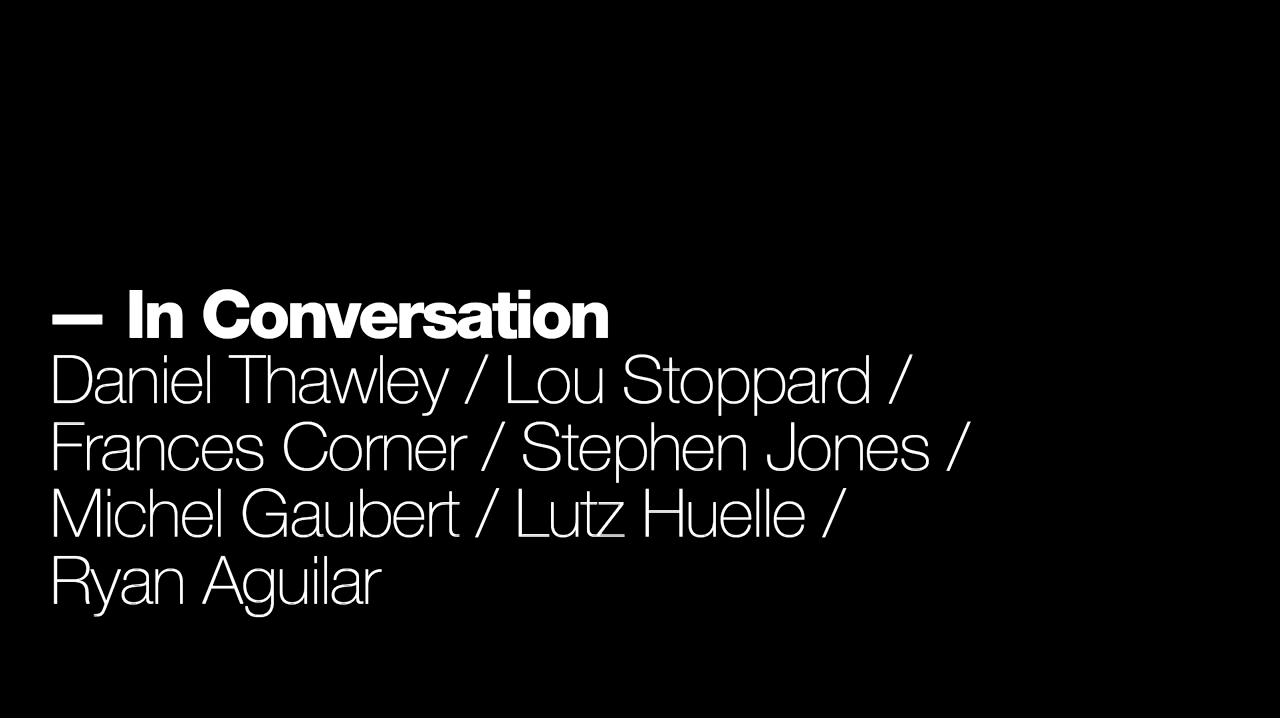 — In Conversation
Daniel Thawley / Lou Stoppard /
Frances Corner / Stephen Jones /
Michel Gaubert / Lutz Huelle /
Ryan Aguilar